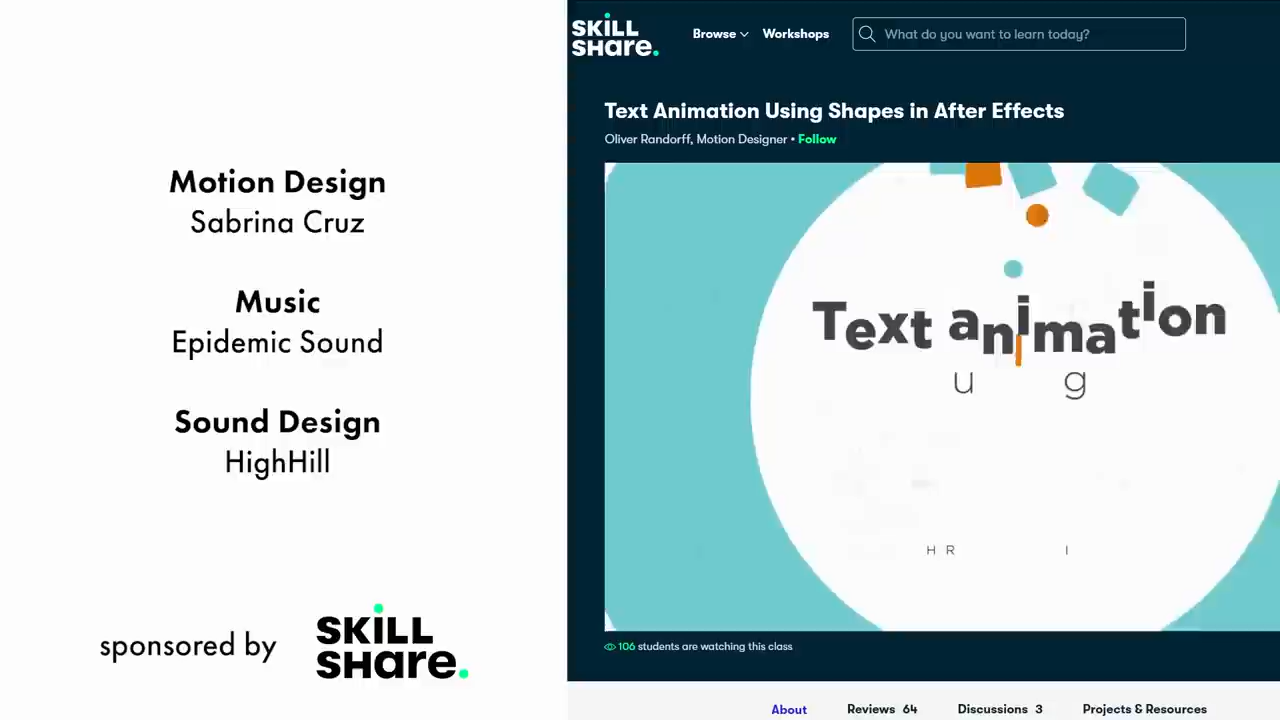 Motion Design
Sabrina Cruz
Music
Epidemic Sound
Sound Design
HighHill
sponsored by
SKILL
SHare.
SKILL
SHare.
Browse
Workshops
What do you want to learn today?
Text Animation Using Shapes in After Effects
Oliver Randorff, Motion Designer • Follow
Text animation
u g
H R I
106 students are watching this class
About
Reviews 64
Discussions 3
Projects & Resources